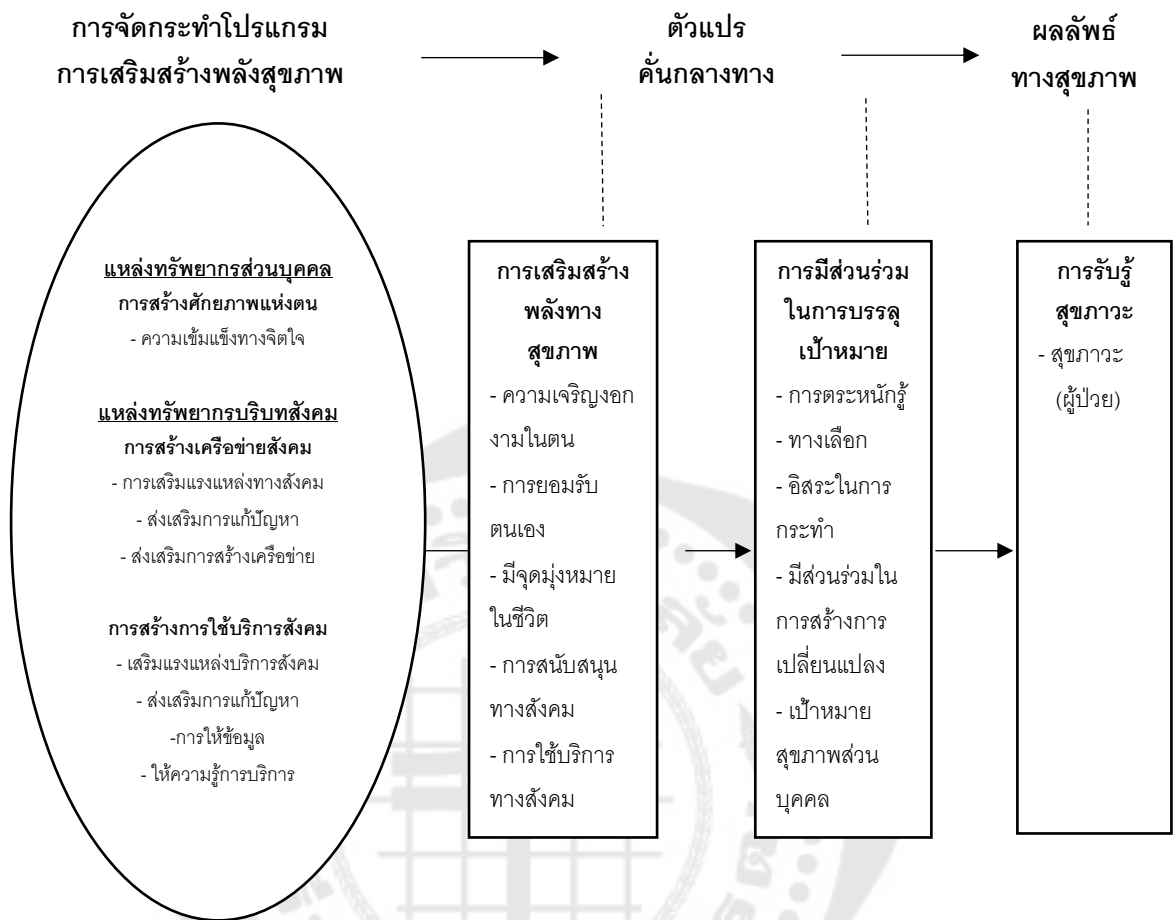 การจัดกระทำโปรแกรม
การเสริมสร้างพลังสุขภาพ
ตัวแปร
คั่นกลางทาง
ผลลัพธ์
ทางสุขภาพ
แหล่งทรัพยากรส่วนบุคคล
การสร้างศักยภาพแห่งตน
- ความเข้มแข็งทางจิตใจ
แหล่งทรัพยากรบริบทสังคม
การสร้างเครือข่ายสังคม
- การเสริมแรงแหล่งทางสังคม
- ส่งเสริมการแก้ปัญหา
- ส่งเสริมการสร้างเครือข่าย
การสร้างการใช้บริการสังคม
- เสริมแรงแหล่งบริการสังคม
- ส่งเสริมการแก้ปัญหา
-การให้ข้อมูล
- ให้ความรู้การบริการ
การเสริมสร้าง
พลังทาง
สุขภาพ
- ความเจริญงอก
งามในตน
- การยอมรับ
ตนเอง
- มีจุดมุ่งหมาย
ในชีวิต
- การสนับสนุน
ทางสังคม
- การใช้บริการ
ทางสังคม
การมีส่วนร่วม
ในการบรรลุ
เป้าหมาย
- การตระหนักรู้
- ทางเลือก
- อิสระในการ
กระทำ
- มีส่วนร่วมใน
การสร้างการ
เปลี่ยนแปลง
- เป้าหมาย
สุขภาพส่วน
บุคคล
การรับรู้
สุขภาวะ
- สุขภาวะ
(ผู้ป่วย)